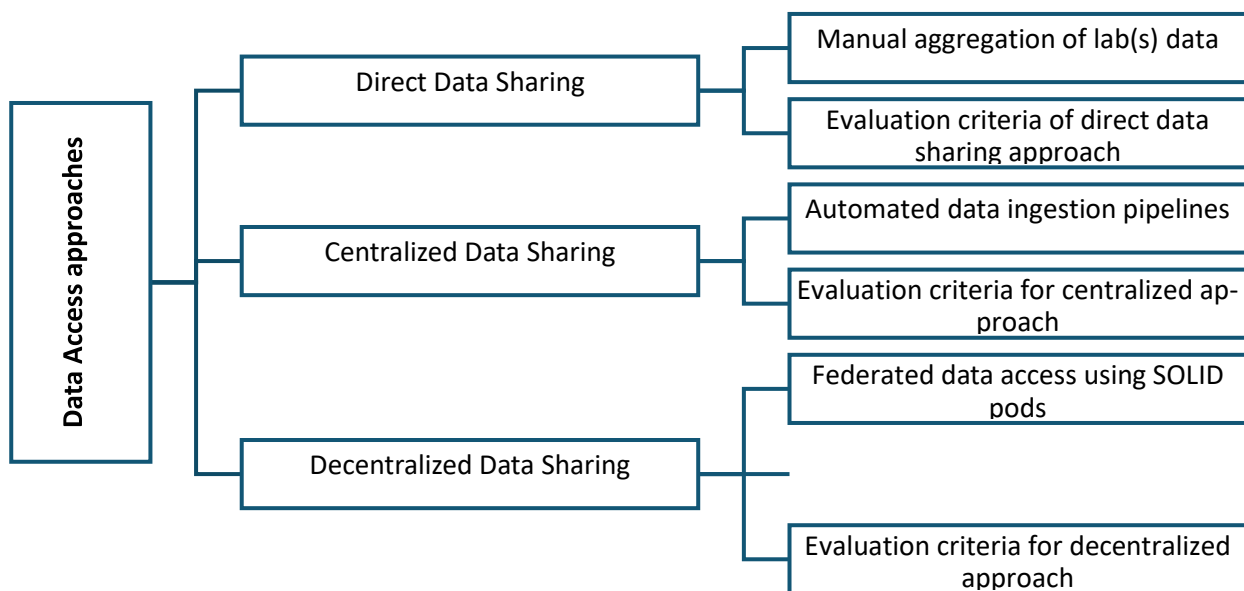 Data Access approaches
Direct Data Sharing
Manual aggregation of lab(s) data
Evaluation criteria of direct data
sharing approach
Centralized Data Sharing
Automated data ingestion pipelines
Evaluation criteria for centralized ap-
proach
Decentralized Data Sharing
Federated data access using SOLID
pods
Evaluation criteria for decentralized
approach